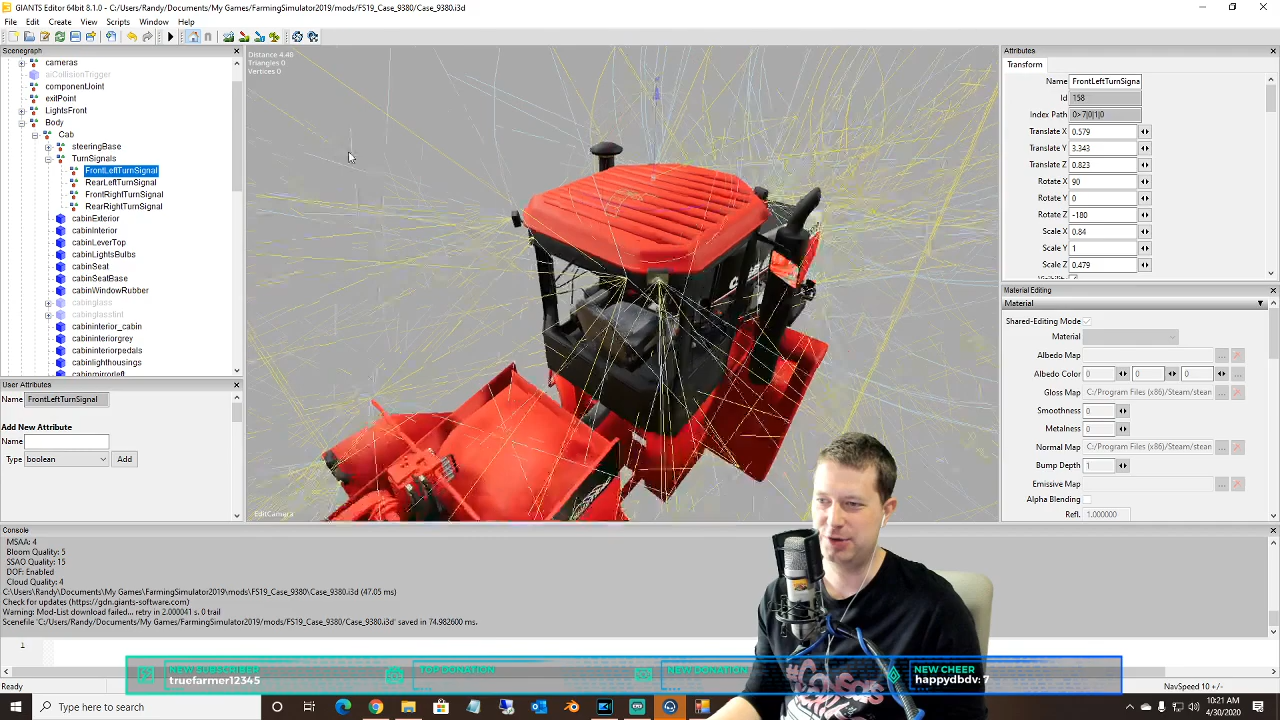 GIANTS Editor 64bit 8.1.0 - C:/Users/Randy/Documents/My Games/FarmingSimulator2019/mods/FS19_Case_9380/Case_9380.i3d
Window Help
Scenegraph
cameras
aiCollisionTrigger
componentJoint
exitPoint
LightsFront
Body
Cab
steeringBase
TurnSignals
FrontLeftTurnSignal
RearLeftTurnSignal
FrontRightTurnSignal
RearRightTurnSignal
cabinExterior
cabinInterior
cabinLeverTop
cabinLightsBulbs
cabinSeat
cabinSeatBase
cabinWindowRubber
cabinglass
cabinglassfint
cabininterior_cabin
cabininteriorgrey
cabininteriorpedals
cabinlighthousings
User Attributes
Name FrontLeftTurnSignal
Add New Attribute
Name
Type boolean Add
Distance 4.48
Triangles 0
Vertices 0
EditCamera
Attributes
Transform
Name FrontLeftTurnSigna
Id 158
Index Path 0>7|0|1|0
Translate X 0.579
Translate Y 3.343
Translate Z 0.823
Rotate X 90
Rotate Y 0
Rotate Z -180
Scale X 0.84
Scale Y 1
Scale Z 0.479
Material Editing
Material
Shared-Editing Mode
Material
Albedo Map
Albedo Color 0 0 0
Gloss Map C:/Program Files (x86)/Steam/stean
Smoothness 0
Metalness 0
Normal Map C:/Program Files (x86)/Steam/stean
Bump Depth 1
Emissive Map
Alpha Blending
Refl. 1.000000
Console
MSAA: 4
Bloom Quality: 5
SSAO Quality: 15
DOF: Enabled
Cloud Quality: 4
C:\Users\Randy\Documents\My Games\FarmingSimulator2019\mods\FS19_Case_9380\Case_9380.i3d (47.05 ms)
Check for updates (https://gdn.giants-software.com)
Warning: Mod-List download failed... retry in 2.000041 s. 0 trail
Scenefile 'C:/Users/Randy/Documents/My Games/FarmingSimulator2019/mods/FS19_Case_9380/Case_9380.i3d' saved in 74.982600 ms.
NEW SUBSCRIBER
truefarmer12345
TOP DONATION
NEW DONATION
NEW CHEER
happydbdv: 7
Ready
NavSpeed 10 +/-
Type here to search
10:21 AM
4/30/2020